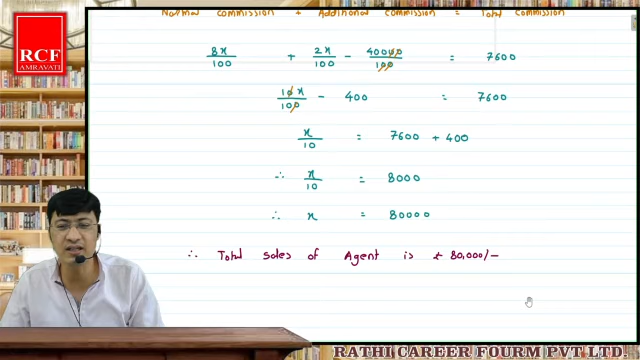 Normal Commission + Additional Commission = Total Commission
RCF
AMRAVATI
8x/100 + 2x/100 - 40000/100 = 7600
10x/100 - 400 = 7600
x/10 = 7600 + 400
∴ x/10 = 8000
∴ x = 80000
∴ Total Sales of Agent is ₹ 80,000/-
RATHI CAREER FOURM PVT LTD.